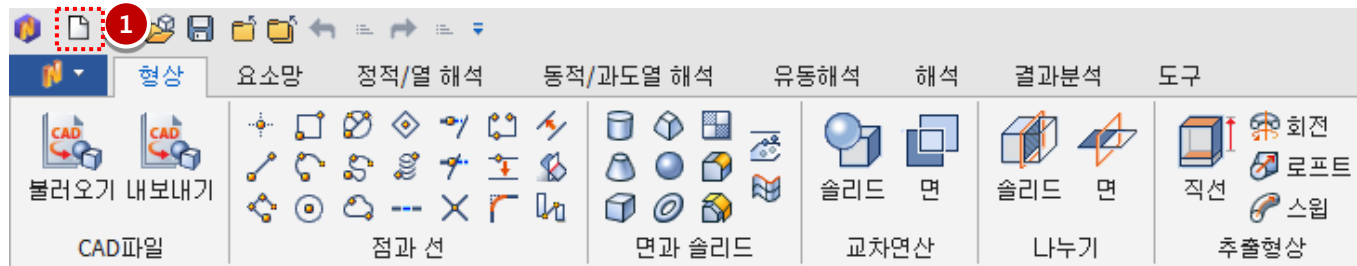 1
형상 요소망 정적/열 해석 동적/과도열 해석 유동해석 해석 결과분석 도구
CAD CAD
불러오기 내보내기 솔리드 면 솔리드 면 직선 회전
로프트
스윕
CAD파일 점과 선 면과 솔리드 교차연산 나누기 추출형상